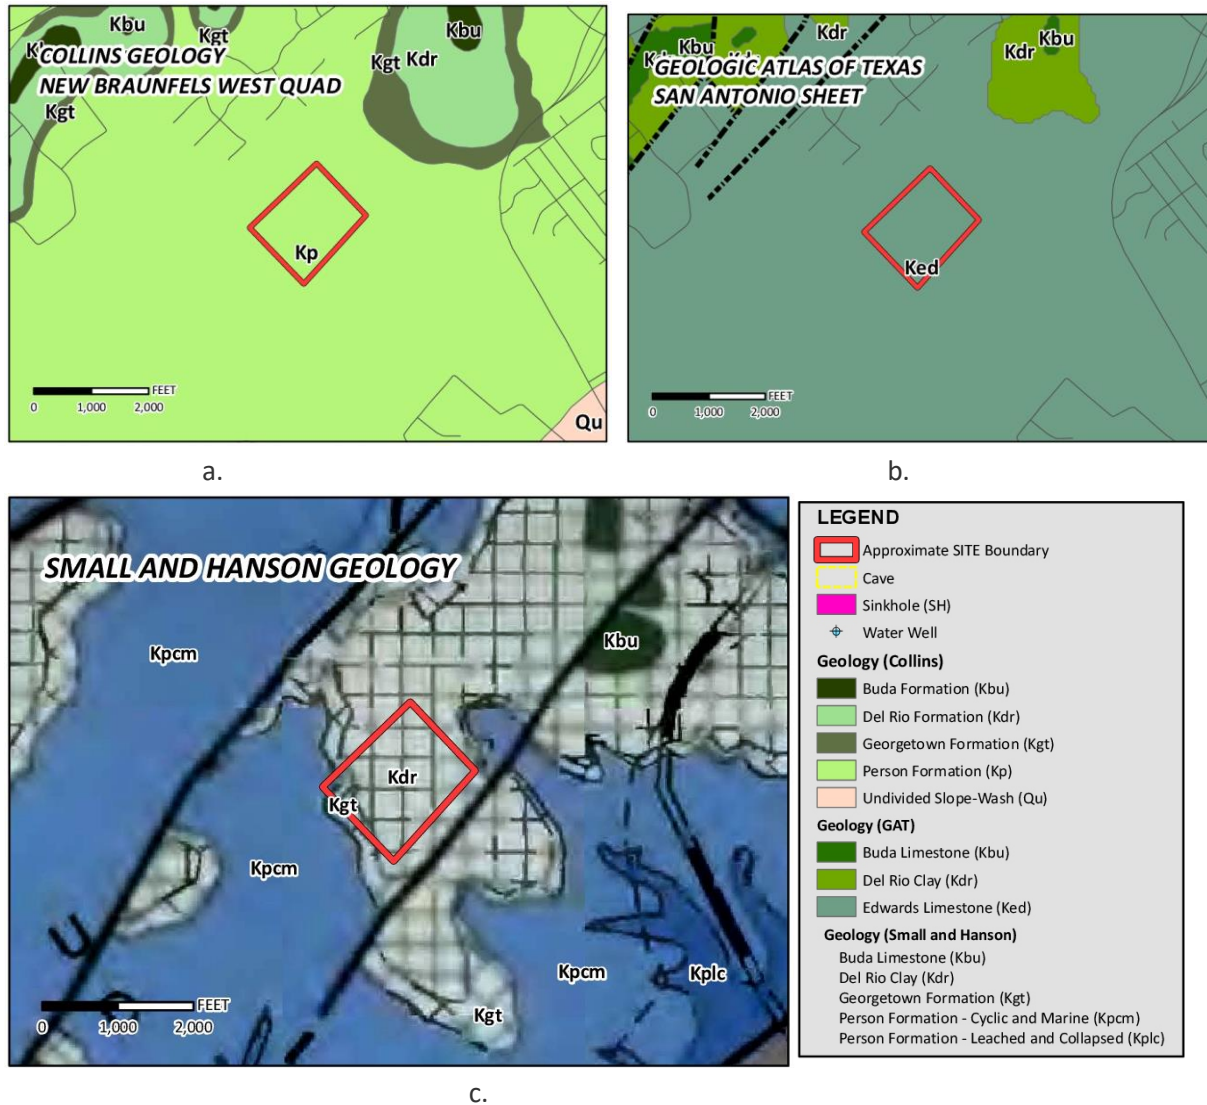 Kbu
Kgt
COLLINS GEOLOGY
NEW BRAUNFELS WEST QUAD
Kgt
Kbu
Kgt Kdr
Kp
FEET
0 1,000 2,000
Qu
a.
Kdr
Kbu
GEOLOGIC ATLAS OF TEXAS
SAN ANTONIO SHEET
Kdr
Kbu
Ked
FEET
0 1,000 2,000
b.
SMALL AND HANSON GEOLOGY
Kpcm
Kbu
Kdr
Kgt
Kpcm
U
Kpcm
Kplc
Kgt
FEET
0 1,000 2,000
c.
LEGEND
Approximate SITE Boundary
Cave
Sinkhole (SH)
Water Well
Geology (Collins)
Buda Formation (Kbu)
Del Rio Formation (Kdr)
Georgetown Formation (Kgt)
Person Formation (Kp)
Undivided Slope-Wash (Qu)
Geology (GAT)
Buda Limestone (Kbu)
Del Rio Clay (Kdr)
Edwards Limestone (Ked)
Geology (Small and Hanson)
Buda Limestone (Kbu)
Del Rio Clay (Kdr)
Georgetown Formation (Kgt)
Person Formation - Cyclic and Marine (Kpcm)
Person Formation - Leached and Collapsed (Kplc)